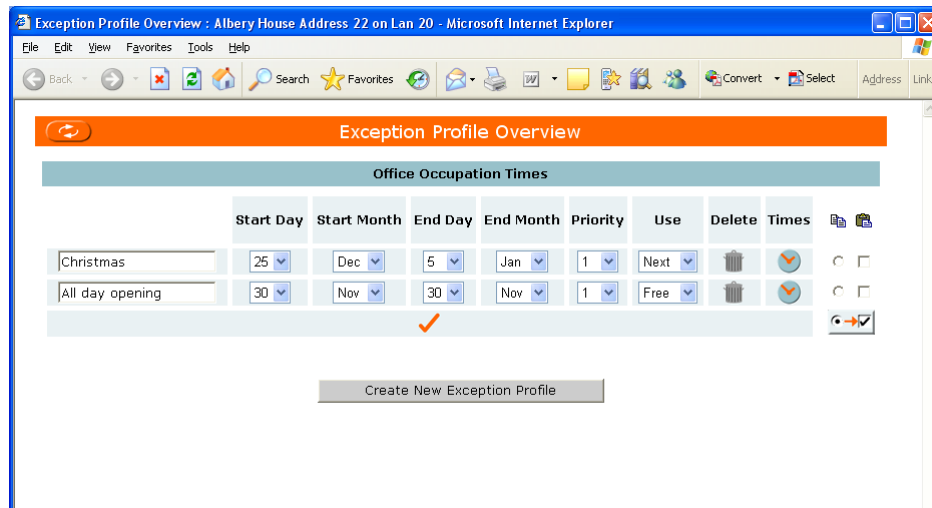 Exception Profile Overview : Albery House Address 22 on Lan 20 - Microsoft Internet Explorer
File Edit View Favorites Tools Help
Back Search Favorites W Convert Select Address Link
Exception Profile Overview
Office Occupation Times
Start Day Start Month End Day End Month Priority Use Delete Times
Christmas 25 Dec 5 Jan 1 Next
All day opening 30 Nov 30 Nov 1 Free
Create New Exception Profile